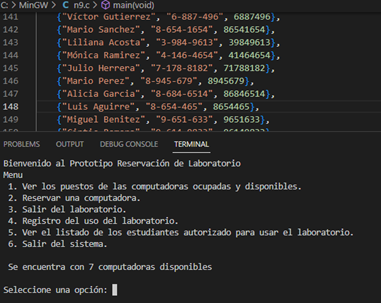 C: > MinGW > C n9.c > main(void)
141 {"Víctor Gutierrez", "6-887-496", 6887496},
142 {"Mario Sanchez", "8-654-1654", 86541654},
143 {"Liliana Acosta", "3-984-9613", 39849613},
144 {"Mónica Ramirez", "4-146-4654", 41464654},
145 {"Julio Herrera", "7-178-8182", 71788182},
146 {"Mario Perez", "8-945-679", 8945679},
147 {"Alicia Garcia", "8-684-6514", 86846514},
148 {"Luis Aguirre", "8-654-465", 8654465},
149 {"Miguel Benitez", "9-651-633", 9651633},
PROBLEMS OUTPUT DEBUG CONSOLE TERMINAL
Bienvenido al Prototipo Reservación de Laboratorio
Menu
1. Ver los puestos de las computadoras ocupadas y disponibles.
2. Reservar una computadora.
3. Salir del laboratorio.
4. Registro del uso del laboratorio.
5. Ver el listado de los estudiantes autorizado para usar el laboratorio.
6. Salir del sistema.
Se encuentra con 7 computadoras disponibles
Seleccione una opción: